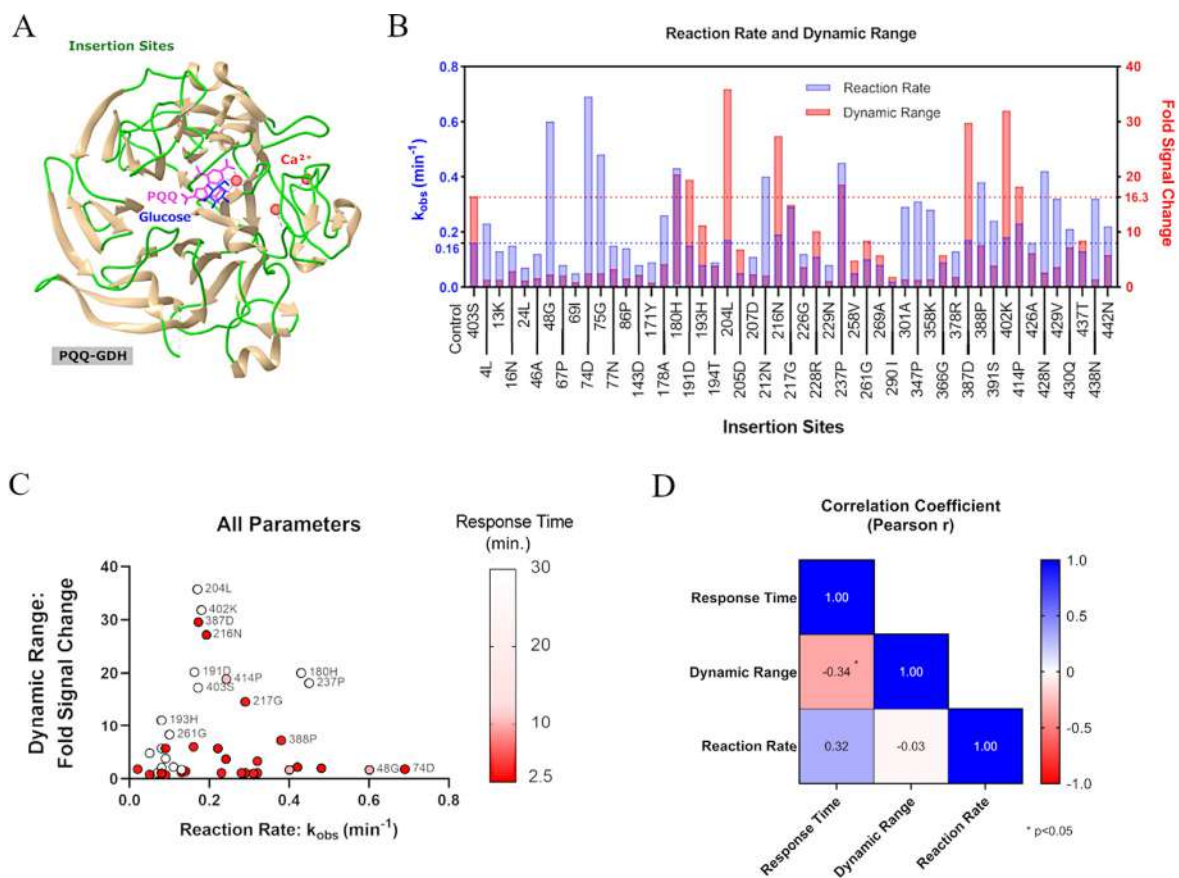 A
Insertion Sites
Ca²⁺
PQQ
Glucose
PQQ-GDH
B
Reaction Rate and Dynamic Range
Reaction Rate
Dynamic Range
k_obs (min⁻¹)
0.8
0.6
0.4
0.2
0.16
0.0
Fold Signal Change
40
30
20
16.3
10
0
Control
403S
4L
13K
16N
24L
46A
48G
67P
69H
74D
75G
77N
86P
143D
171Y
178A
180H
191D
193H
194T
204L
205D
207D
212N
216N
217G
226G
228R
229N
237P
258V
261G
269A
290 I
301A
347P
358K
366G
378R
387D
388P
391S
402K
414P
426A
428N
429V
430Q
437T
438N
442N
Insertion Sites
C
All Parameters
Dynamic Range:
Fold Signal Change
40
30
20
10
0
204L
402K
387D
216N
191D
414P
403S
180H
237P
217G
193H
261G
388P
48G
74D
0.0
0.2
0.4
0.6
0.8
Reaction Rate: k_obs (min⁻¹)
Response Time
(min.)
30
20
10
2.5
D
Correlation Coefficient
(Pearson r)
Response Time
1.00
Dynamic Range
-0.34 *
1.00
Reaction Rate
0.32
-0.03
1.00
Response Time
Dynamic Range
Reaction Rate
1.0
0.5
0
-0.5
-1.0
* p<0.05